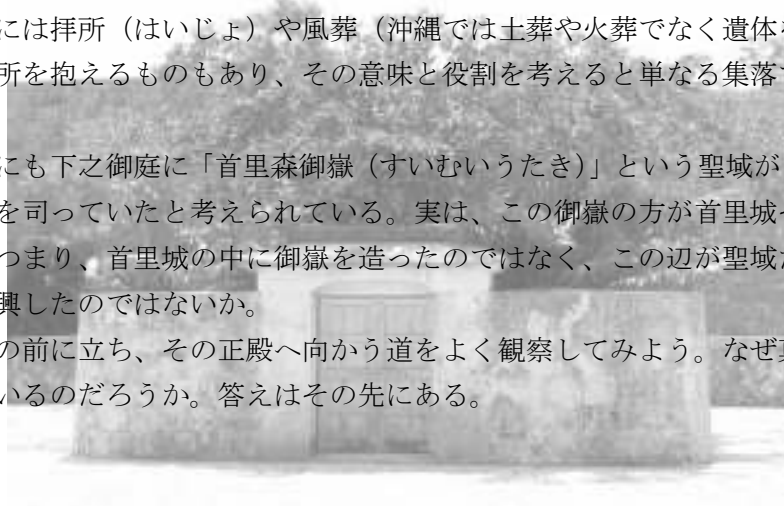 には拝所（はいじょ）や風葬（沖縄では土葬や火葬でなく遺体
所を抱えるものもあり、その意味と役割を考えると単なる集落
にも下之御庭に「首里森御嶽（すいむいうたき）」という聖域が
を司っていたと考えられている。実は、この御嶽の方が首里城
つまり、首里城の中に御嶽を造ったのではなく、この辺が聖域
興したのではないか。
の前に立ち、その正殿へ向かう道をよく観察してみよう。なぜ
いるのだろうか。答えはその先にある。